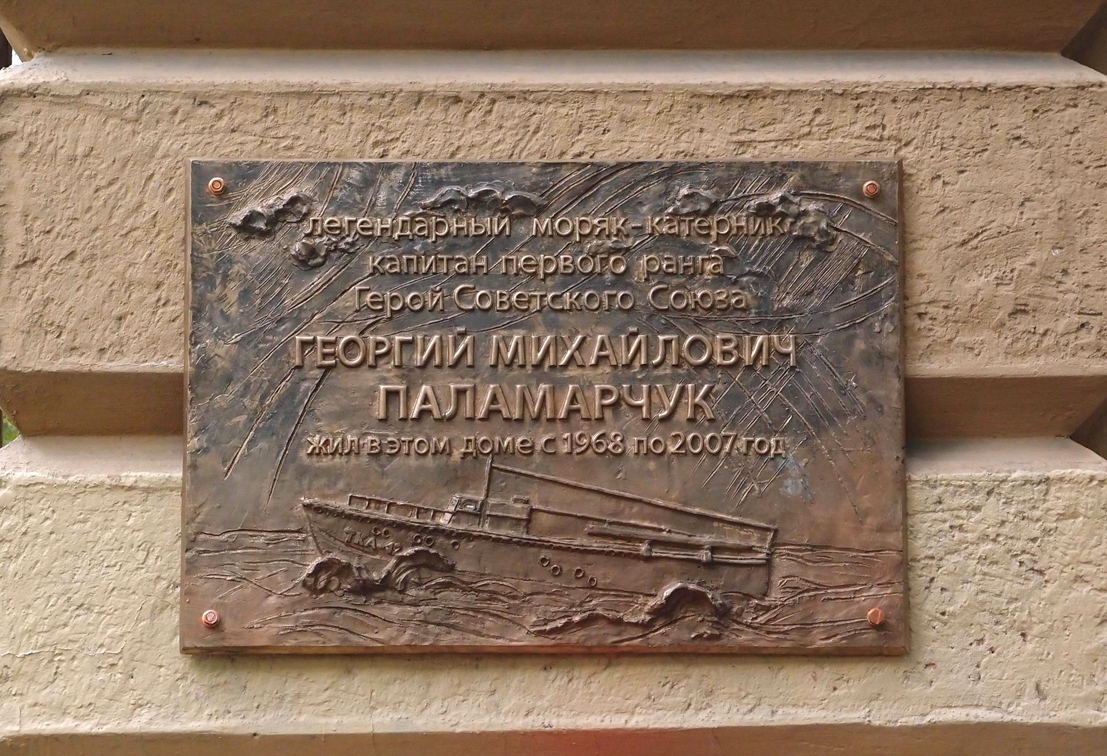 легендарный моряк-катерник
капитан первого ранга
Герой Советского Союза
ГЕОРГИЙ МИХАЙЛОВИЧ
ПАЛАМАРЧУК
жил в этом доме с 1968 по 2007 год